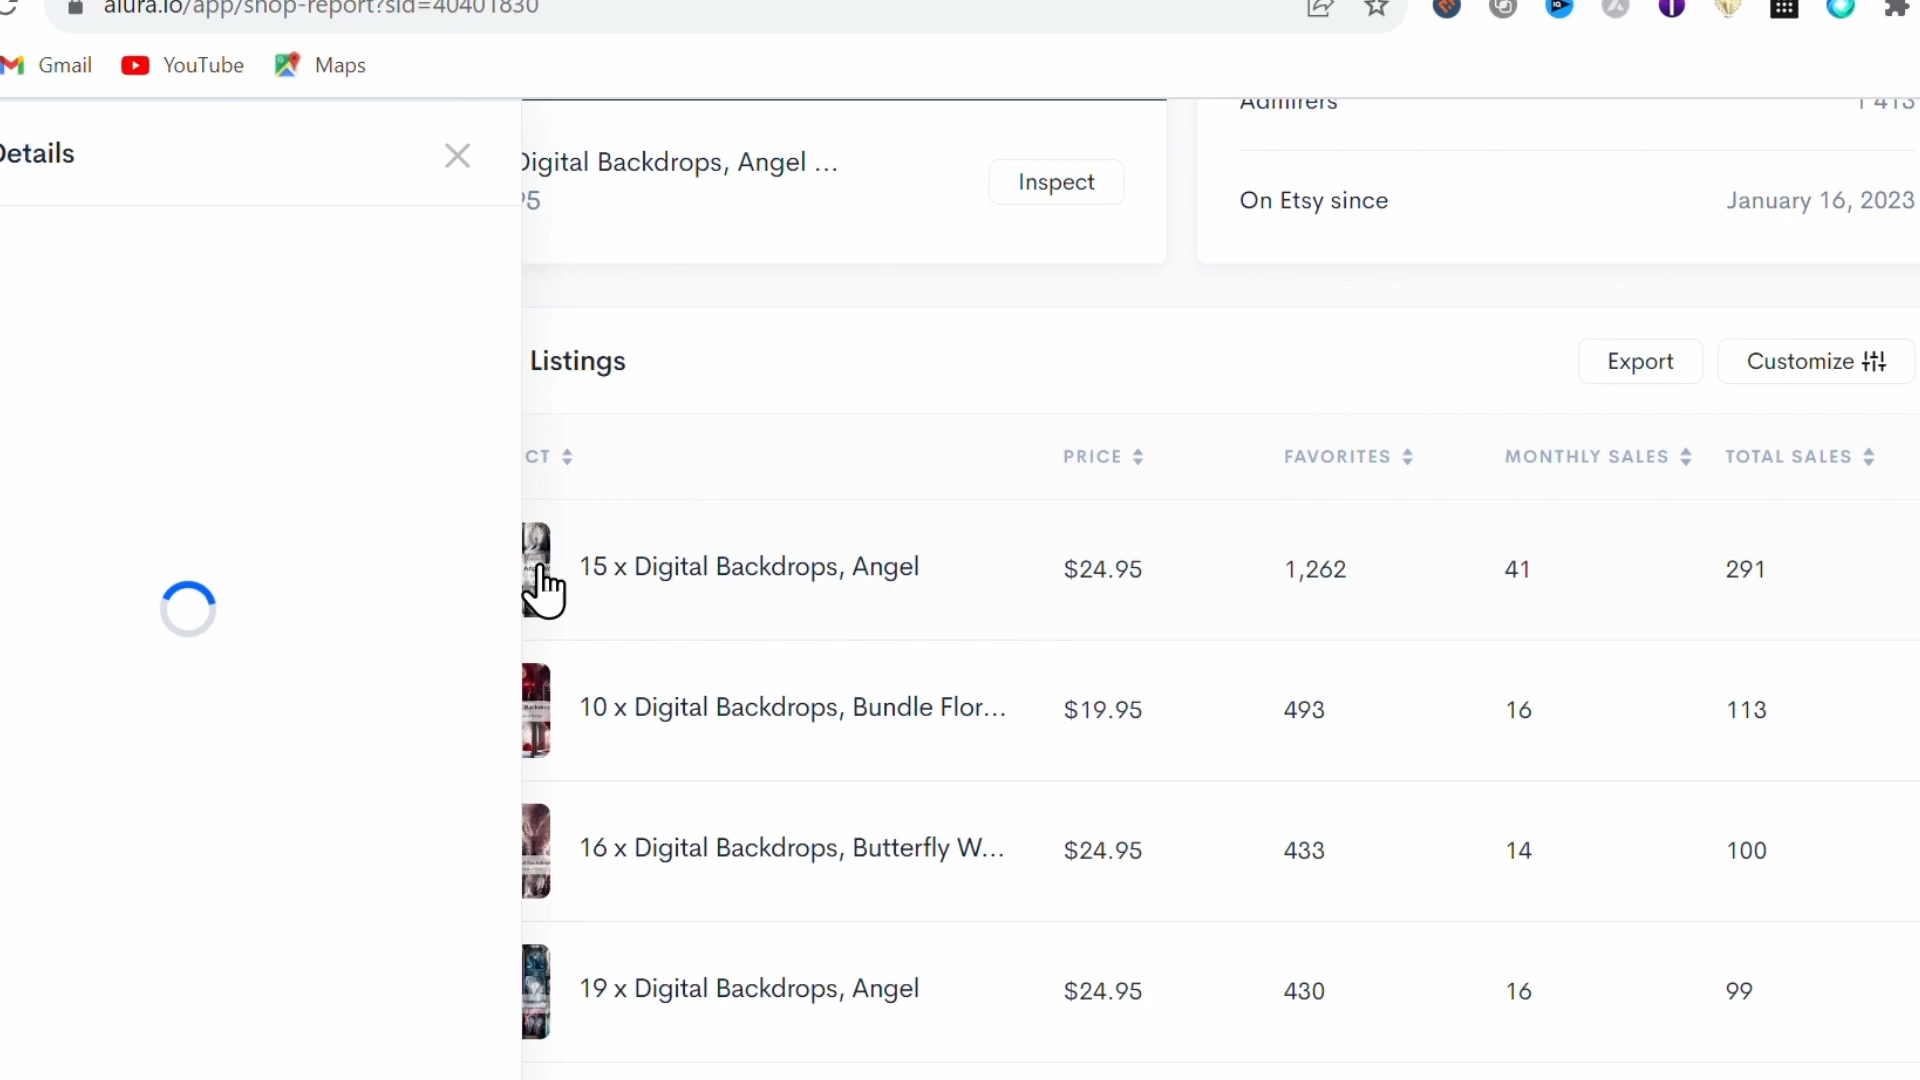 alura.io/app/shop-report?sid=40401830
Gmail YouTube Maps
Details
Digital Backdrops, Angel ...
Inspect
Admirers
1 413
On Etsy since January 16, 2023
Listings
Export
Customize
CT PRICE FAVORITES MONTHLY SALES TOTAL SALES
15 x Digital Backdrops, Angel $24.95 1,262 41 291
10 x Digital Backdrops, Bundle Flor... $19.95 493 16 113
16 x Digital Backdrops, Butterfly W... $24.95 433 14 100
19 x Digital Backdrops, Angel $24.95 430 16 99